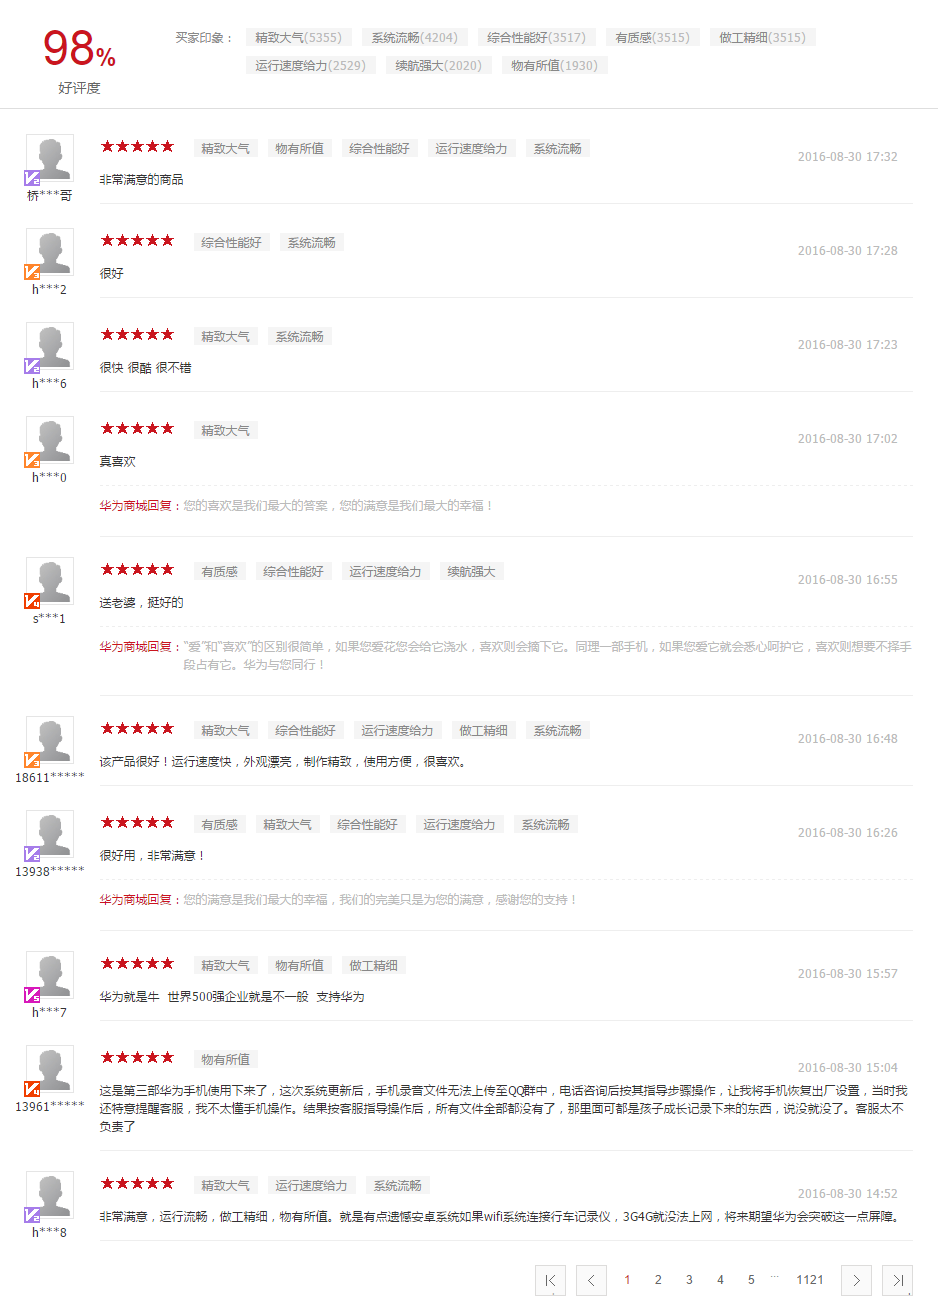 98%
好评度
买家印象： 精致大气(5355) 系统流畅(4204) 综合性能好(3517) 有质感(3515) 做工精细(3515)
运行速度给力(2529) 续航强大(2020) 物有所值(1930)
精致大气 物有所值 综合性能好 运行速度给力 系统流畅
2016-08-30 17:32
非常满意的商品
V2
桥***哥
综合性能好 系统流畅
2016-08-30 17:28
很好
V3
h***2
精致大气 系统流畅
2016-08-30 17:23
很快 很酷 很不错
V2
h***6
精致大气
2016-08-30 17:02
真喜欢
V3
h***0
华为商城回复：您的喜欢是我们最大的答案，您的满意是我们最大的幸福！
有质感 综合性能好 运行速度给力 续航强大
2016-08-30 16:55
送老婆，挺好的
V4
s***1
华为商城回复：“爱”和“喜欢”的区别很简单，如果您爱花您会给它浇水，喜欢则会摘下它。同理一部手机，如果您爱它就会悉心呵护它，喜欢则想要不择手
段占有它。华为与您同行！
精致大气 综合性能好 运行速度给力 做工精细 系统流畅
2016-08-30 16:48
该产品很好！运行速度快，外观漂亮，制作精致，使用方便，很喜欢。
V3
18611*****
有质感 精致大气 综合性能好 运行速度给力 系统流畅
2016-08-30 16:26
很好用，非常满意！
V2
13938*****
华为商城回复：您的满意是我们最大的幸福，我们的完美只是为您的满意，感谢您的支持！
精致大气 物有所值 做工精细
2016-08-30 15:57
华为就是牛 世界500强企业就是不一般 支持华为
V5
h***7
物有所值
2016-08-30 15:04
这是第三部华为手机使用下来了，这次系统更新后，手机录音文件无法上传至QQ群中，电话咨询后按其指导步骤操作，让我将手机恢复出厂设置，当时我
还特意提醒客服，我不太懂手机操作。结果按客服指导操作后，所有文件全部都没有了，那里面可都是孩子成长记录下来的东西，说没就没了。客服太不
负责了
V4
13961*****
精致大气 运行速度给力 系统流畅
2016-08-30 14:52
非常满意，运行流畅，做工精细，物有所值。就是有点遗憾安卓系统如果wifi系统连接行车记录仪，3G4G就没法上网，将来期望华为会突破这一点屏障。
V2
h***8
1 2 3 4 5 ... 1121